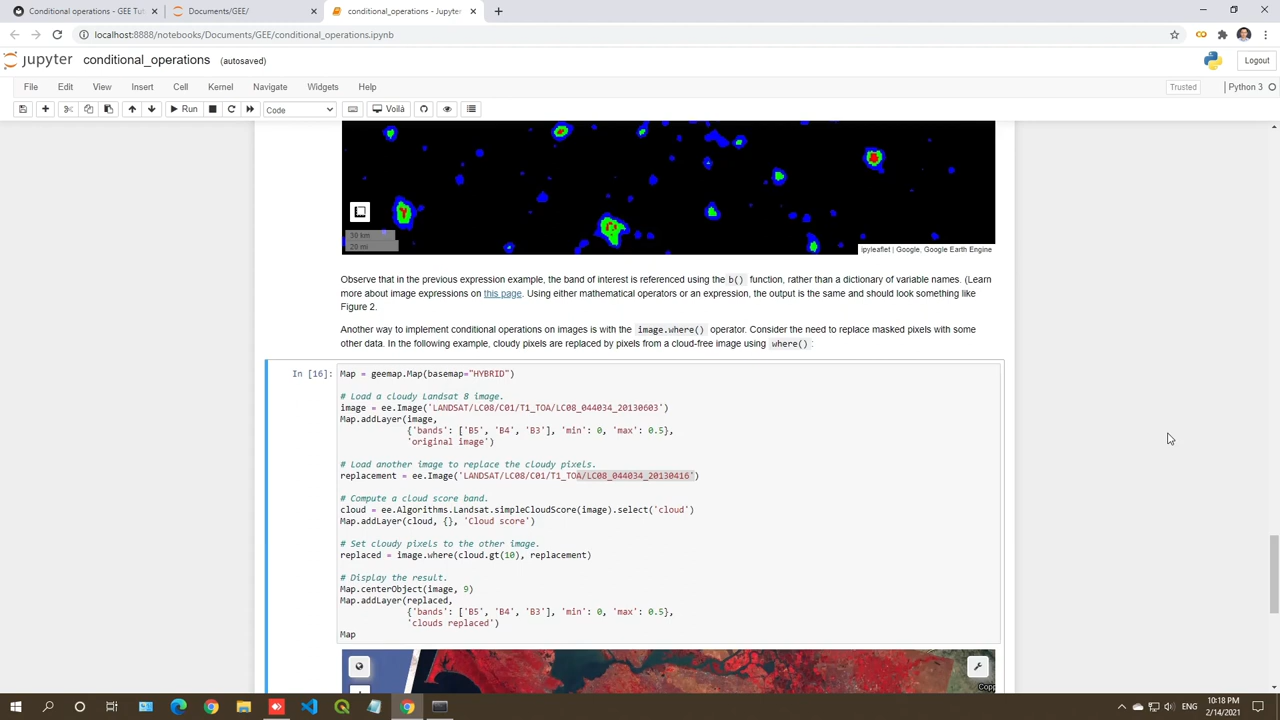 Conditional operations - GEE Tut
Documents/GEE/
conditional_operations - Jupyter
localhost:8888/notebooks/Documents/GEE/conditional_operations.ipynb
jupyter conditional_operations (autosaved)
Logout
File Edit View Insert Cell Kernel Navigate Widgets Help
Trusted
Python 3
Run
Code
Voilà
30 km
20 mi
ipyleaflet | Google, Google Earth Engine
Observe that in the previous expression example, the band of interest is referenced using the b() function, rather than a dictionary of variable names. (Learn
more about image expressions on this page. Using either mathematical operators or an expression, the output is the same and should look something like
Figure 2.
Another way to implement conditional operations on images is with the image.where() operator. Consider the need to replace masked pixels with some
other data. In the following example, cloudy pixels are replaced by pixels from a cloud-free image using where():
In [16]: Map = geemap.Map(basemap="HYBRID")
# Load a cloudy Landsat 8 image.
image = ee.Image('LANDSAT/LC08/C01/T1_TOA/LC08_044034_20130603')
Map.addLayer(image,
{'bands': ['B5', 'B4', 'B3'], 'min': 0, 'max': 0.5},
'original image')
# Load another image to replace the cloudy pixels.
replacement = ee.Image('LANDSAT/LC08/C01/T1_TOA/LC08_044034_20130416')
# Compute a cloud score band.
cloud = ee.Algorithms.Landsat.simpleCloudScore(image).select('cloud')
Map.addLayer(cloud, {}, 'Cloud score')
# Set cloudy pixels to the other image.
replaced = image.where(cloud.gt(10), replacement)
# Display the result.
Map.centerObject(image, 9)
Map.addLayer(replaced,
{'bands': ['B5', 'B4', 'B3'], 'min': 0, 'max': 0.5},
'clouds replaced')
Map
Copp
ENG
10:18 PM
2/14/2021